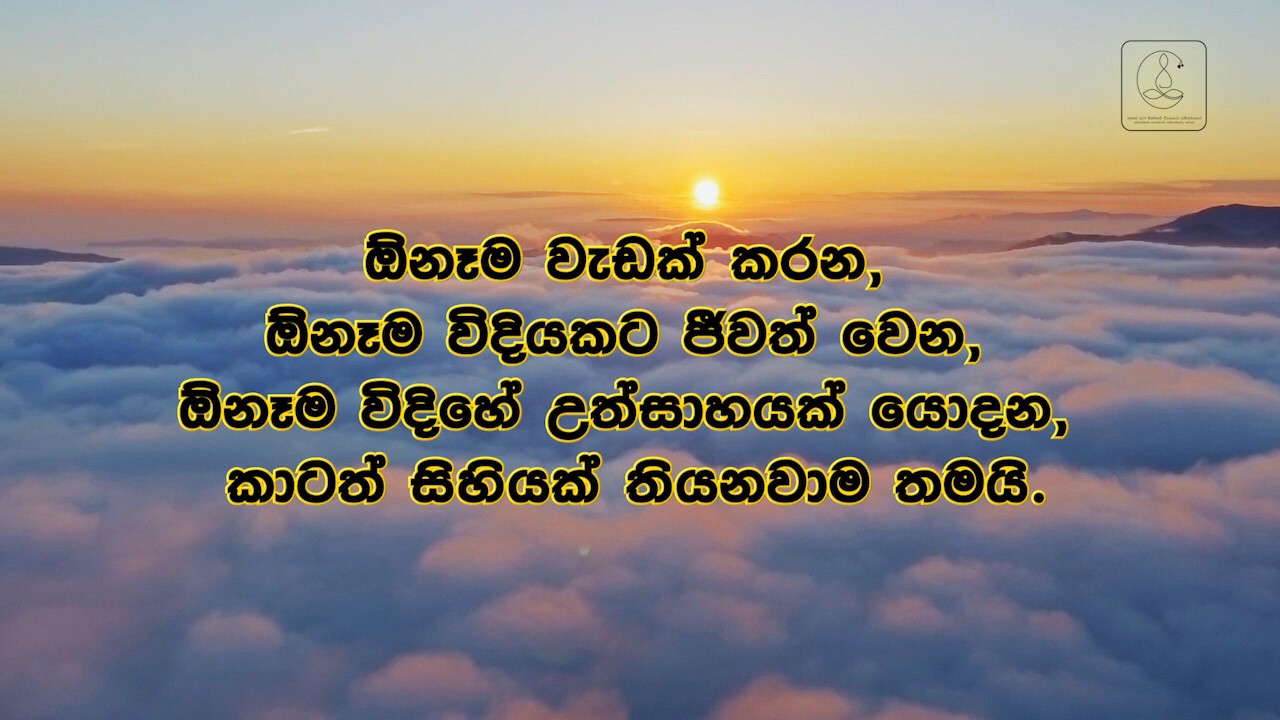 ඕනෑම වැඩක් කරන,
ඕනෑම විදියකට ජීවත් වෙන,
ඕනෑම විදිහේ උත්සාහයක් යොදන,
කාටත් සිහියක් තියනවාම තමයි.